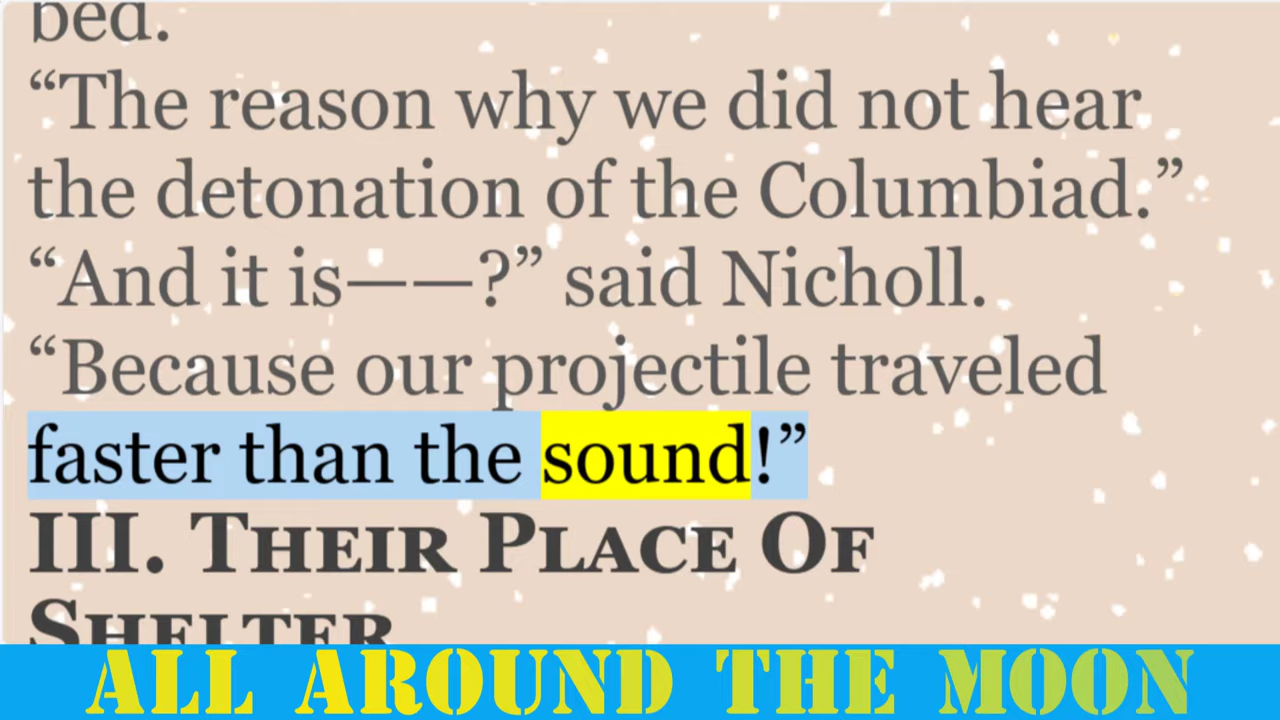 bed.
“The reason why we did not hear
the detonation of the Columbiad.”
“And it is——?” said Nicholl.
“Because our projectile traveled
faster than the sound!”
III. Their Place Of
Shelter
ALL AROUND THE MOON